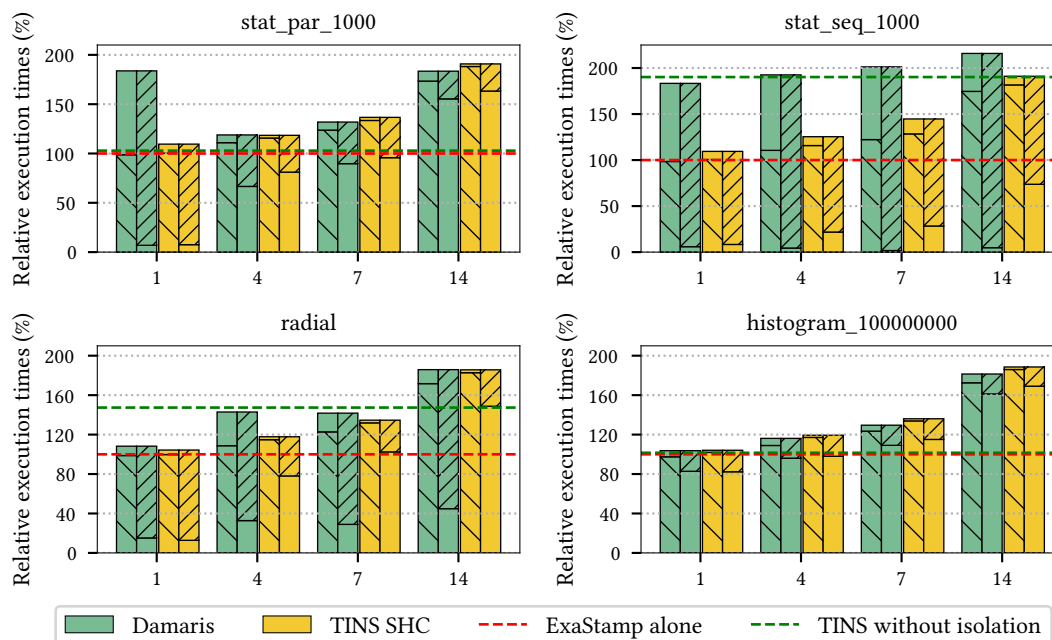 stat_par_1000
Relative execution times (%)
200
150
100
50
0
1 4 7 14
stat_seq_1000
Relative execution times (%)
200
150
100
50
0
1 4 7 14
radial
Relative execution times (%)
200
160
120
80
40
0
1 4 7 14
histogram_100000000
Relative execution times (%)
200
160
120
80
40
0
1 4 7 14
Damaris TINS SHC ExaStamp alone TINS without isolation